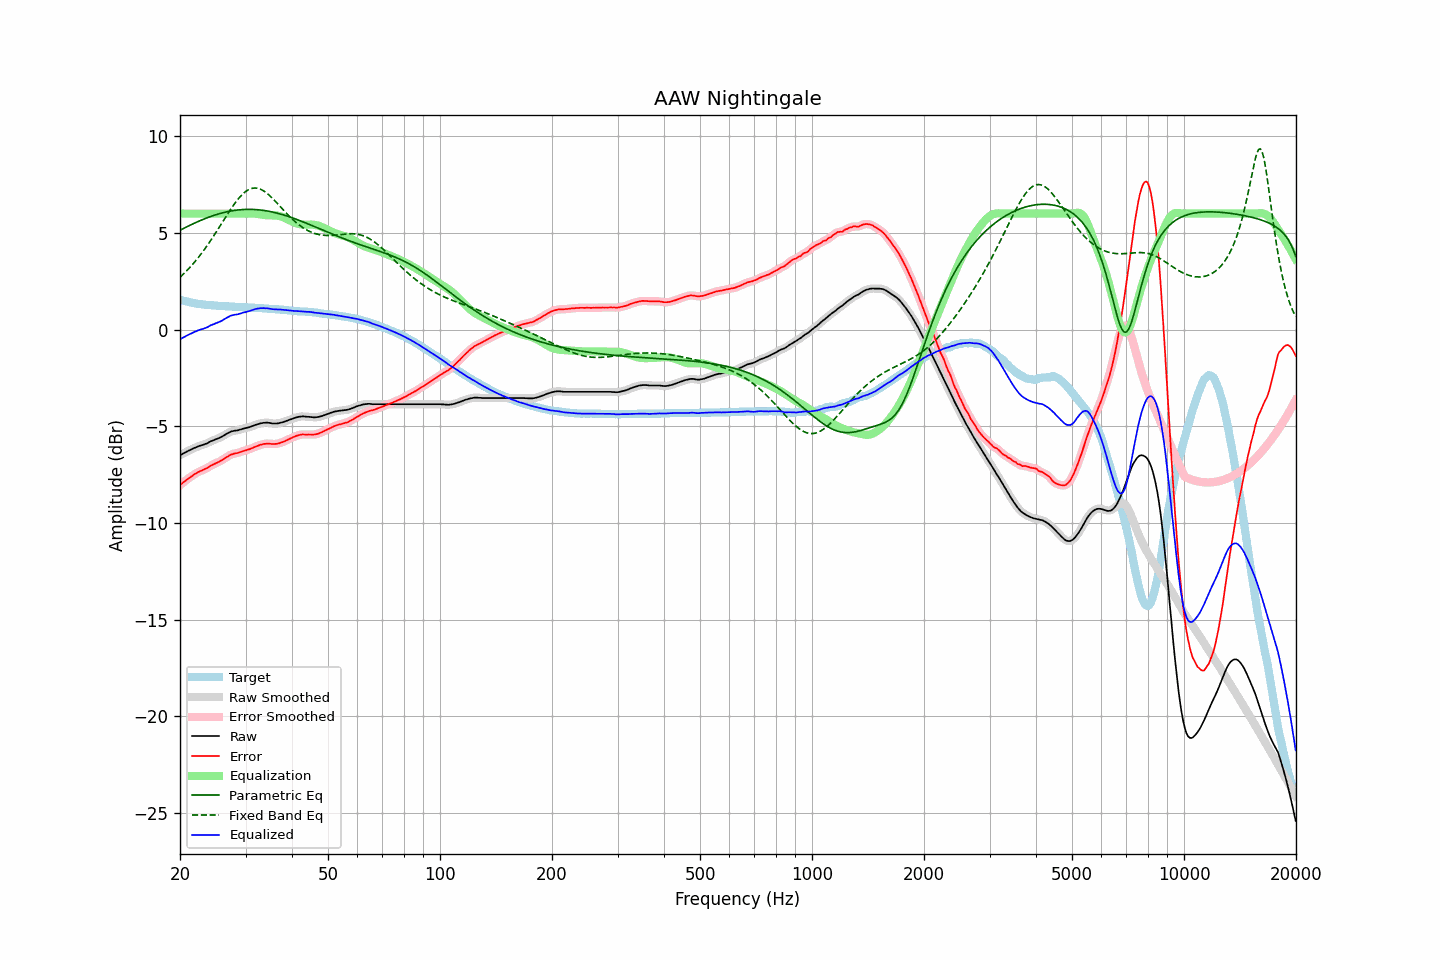 AAW Nightingale
Amplitude (dBr)
10
5
0
−5
−10
−15
−20
−25
Target
Raw Smoothed
Error Smoothed
Raw
Error
Equalization
Parametric Eq
Fixed Band Eq
Equalized
20 50 100 200 500 1000 2000 5000 10000 20000
Frequency (Hz)